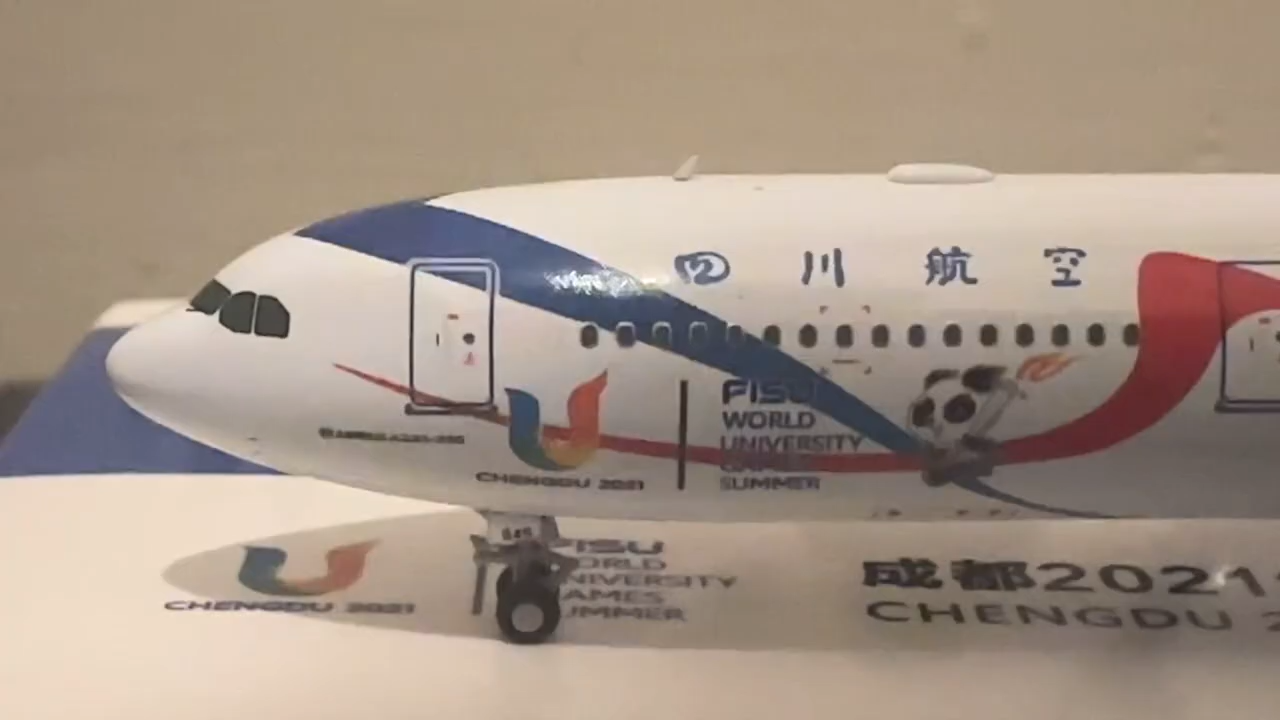 四川航空
FISU
WORLD
UNIVERSITY
GAMES
SUMMER
CHENGDU 2021
CHENGDU 2021
成都2021
CHENGDU